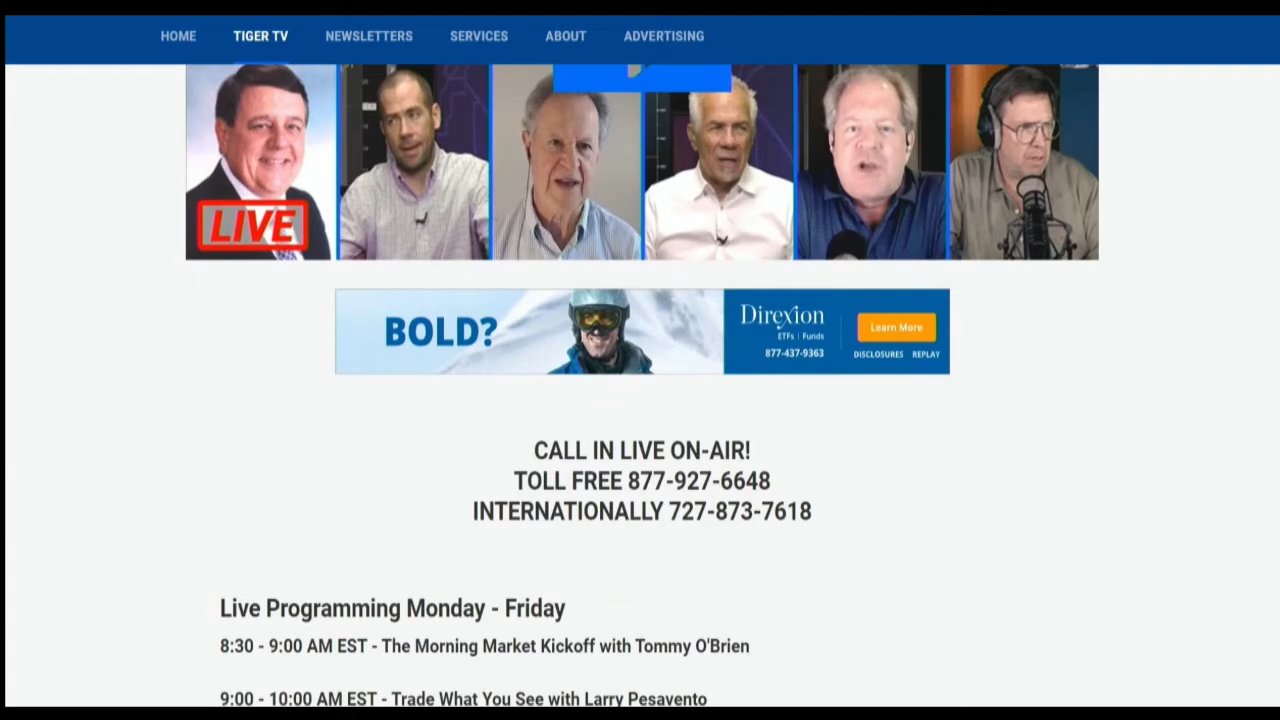 HOME TIGER TV NEWSLETTERS SERVICES ABOUT ADVERTISING
LIVE
BOLD?
Direxion
ETFs | Funds
877-437-9363
Learn More
DISCLOSURES REPLAY
CALL IN LIVE ON-AIR!
TOLL FREE 877-927-6648
INTERNATIONALLY 727-873-7618
Live Programming Monday - Friday
8:30 - 9:00 AM EST - The Morning Market Kickoff with Tommy O'Brien
9:00 - 10:00 AM EST - Trade What You See with Larry Pesavento